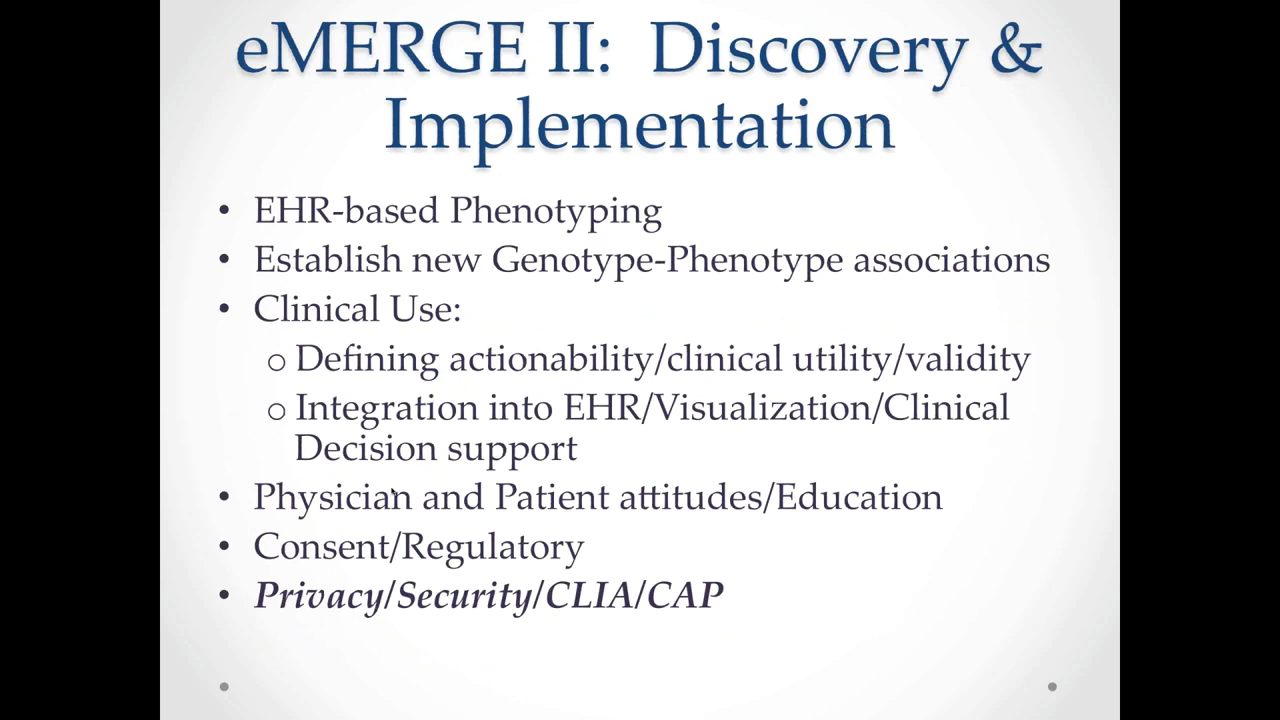 eMERGE II: Discovery &
Implementation
• EHR-based Phenotyping
• Establish new Genotype-Phenotype associations
• Clinical Use:
o Defining actionability/clinical utility/validity
o Integration into EHR/Visualization/Clinical
Decision support
• Physician and Patient attitudes/Education
• Consent/Regulatory
• Privacy/Security/CLIA/CAP